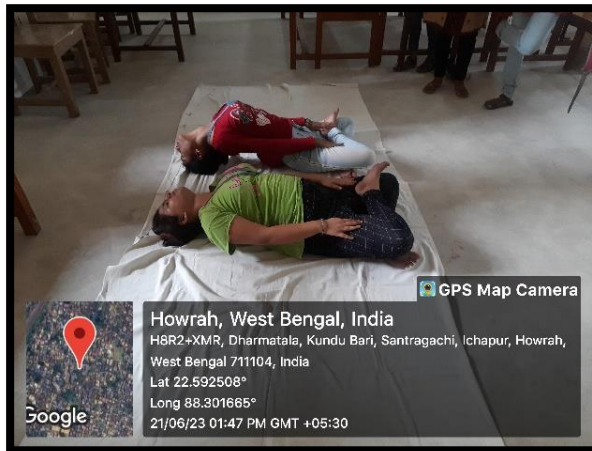 GPS Map Camera
Howrah, West Bengal, India
H8R2+XMR, Dharmatala, Kundu Bari, Santragachi, Ichapur, Howrah,
West Bengal 711104, India
Lat 22.592508°
Long 88.301665°
21/06/23 01:47 PM GMT +05:30
Google